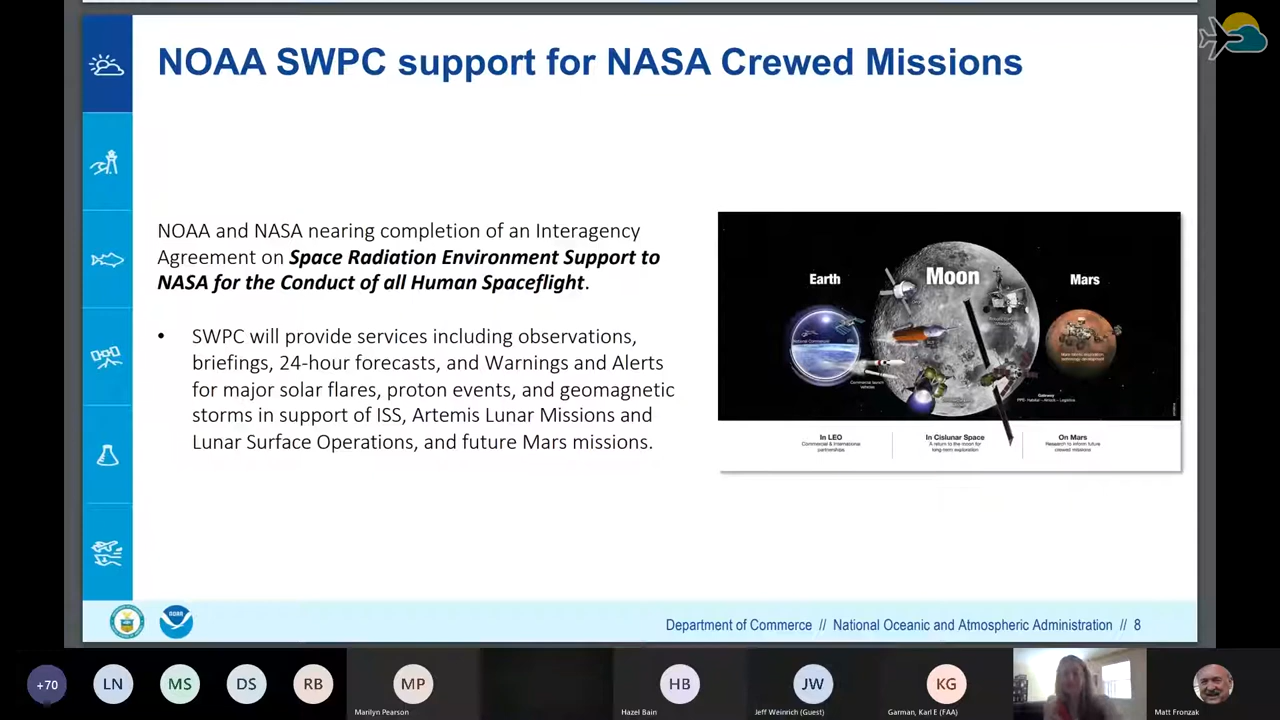 NOAA SWPC support for NASA Crewed Missions
NOAA and NASA nearing completion of an Interagency
Agreement on Space Radiation Environment Support to
NASA for the Conduct of all Human Spaceflight.
• SWPC will provide services including observations,
briefings, 24-hour forecasts, and Warnings and Alerts
for major solar flares, proton events, and geomagnetic
storms in support of ISS, Artemis Lunar Missions and
Lunar Surface Operations, and future Mars missions.
Earth
Moon
Mars
Commercial launch
Vehicles
Gateway
In LEO
Commercial & International
partnerships
In Cislunar Space
A return to the moon for
long-term exploration
On Mars
Research to inform future
crewed missions
NOAA
Department of Commerce // National Oceanic and Atmospheric Administration // 8
+70
LN
MS
DS
RB
MP
Marilyn Pearson
HB
Hazel Bain
JW
Jeff Weinrich (Guest)
KG
Garman, Karl E (FAA)
Matt Fronzak